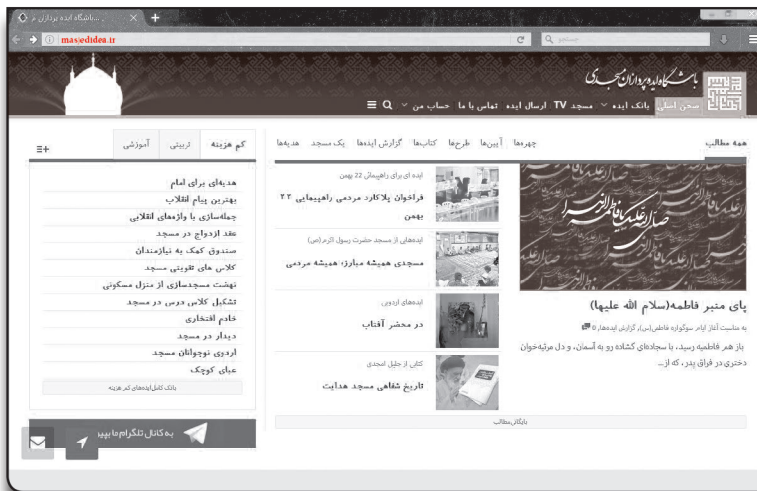 باشگاه ایده پردازان م...
masjedidea.ir
جستجو
باشگاه ایده پردازان مسجدی
صحن اصلی بانک ایده مسجد TV ارسال ایده تماس با ما حساب من
همه مطالب
چهره‌ها آیین‌ها طرح‌ها کتاب‌ها گزارش ایده‌ها یک مسجد هدیه‌ها
پای منبر فاطمه(سلام الله علیها)
به مناسبت آغاز ایام سوگواره فاطمی(س)، گزارش ایده‌ها، 0
باز هم فاطمیه رسید، با سجاده‌ای گشاده رو به آسمان، و دل مرثیه‌خوان
دختری در فراق پدر، که از...
ایده ای برای راهپیمائی 22 بهمن
فراخوان پلاکارد مردمی راهپیمایی ۲۲
بهمن
ایده‌هایی از مسجد حضرت رسول اکرم (ص)
مسجدی همیشه مبارز، همیشه مردمی
ایده‌های اردویی
در محضر آفتاب
کتابی از جلیل امجدی
تاریخ شفاهی مسجد هدایت
بایگانی مطالب
کم هزینه تربیتی آموزشی
هدیه‌ای برای امام
بهترین پیام انقلاب
جمله‌سازی با واژه‌های انقلابی
عقد ازدواج در مسجد
صندوق کمک به نیازمندان
کلاس های تقویتی مسجد
نهضت مسجدسازی از منزل مسکونی
تشکیل کلاس درس در مسجد
خادم افتخاری
دیدار در مسجد
اردوی نوجوانان مسجد
عبای کوچک
بانک کامل ایده‌های کم هزینه
به کانال تلگرام ما بپیو